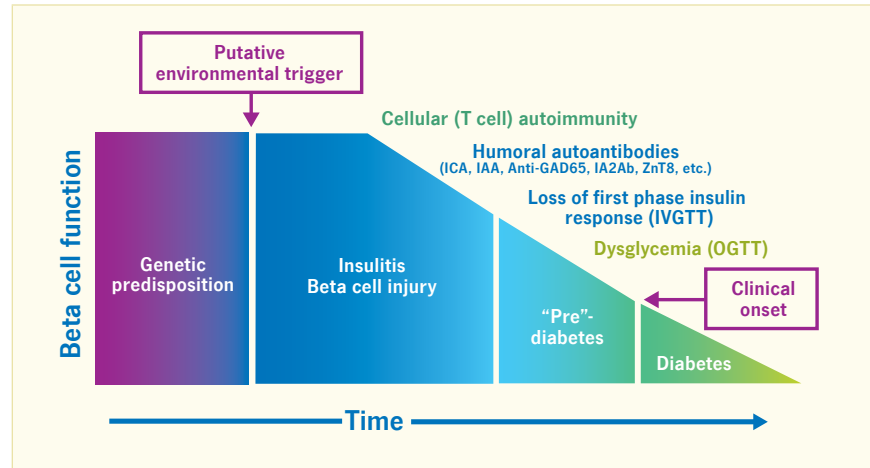 Putative
environmental trigger
Cellular (T cell) autoimmunity
Humoral autoantibodies
(ICA, IAA, Anti-GAD65, IA2Ab, ZnT8, etc.)
Loss of first phase insulin
response (IVGTT)
Dysglycemia (OGTT)
Beta cell function
Genetic
predisposition
Insulitis
Beta cell injury
"Pre"-
diabetes
Clinical
onset
Diabetes
Time